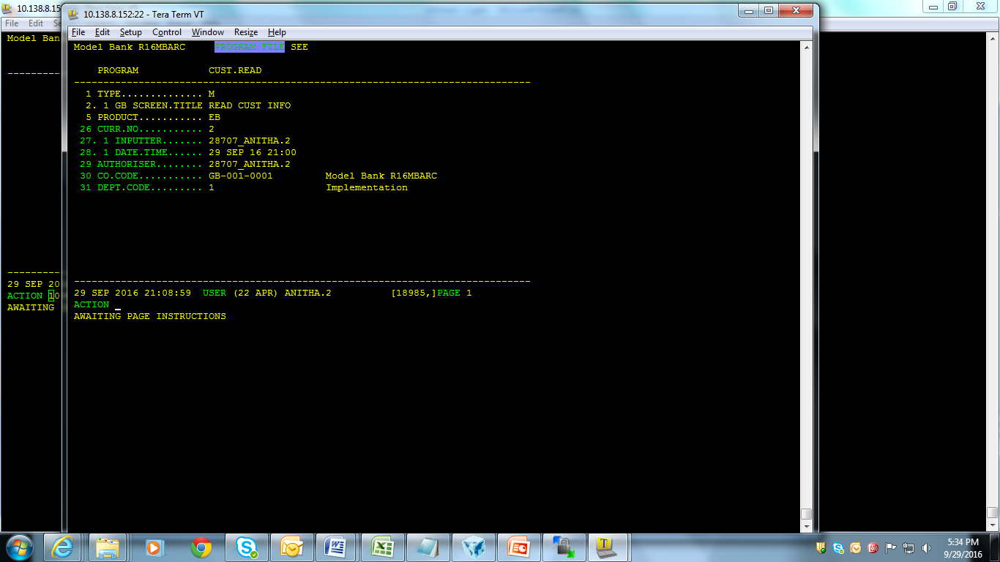 10.138.8.15
10.138.8.152:22 - Tera Term VT
File Edit Se
File Edit Setup Control Window Resize Help
Model Ban
Model Bank R16MBARC PROGRAM FILE SEE
PROGRAM CUST.READ
--------------------------------------------------------------------------------
1 TYPE.............. M
2. 1 GB SCREEN.TITLE READ CUST INFO
5 PRODUCT........... EB
26 CURR.NO........... 2
27. 1 INPUTTER....... 28707_ANITHA.2
28. 1 DATE.TIME...... 29 SEP 16 21:00
29 AUTHORISER........ 28707_ANITHA.2
30 CO.CODE........... GB-001-0001 Model Bank R16MBARC
31 DEPT.CODE......... 1 Implementation
--------------------------------------------------------------------------------
29 SEP 20
ACTION 10
AWAITING
29 SEP 2016 21:08:59 USER (22 APR) ANITHA.2 [18985,]PAGE 1
ACTION _
AWAITING PAGE INSTRUCTIONS
5:34 PM
9/29/2016